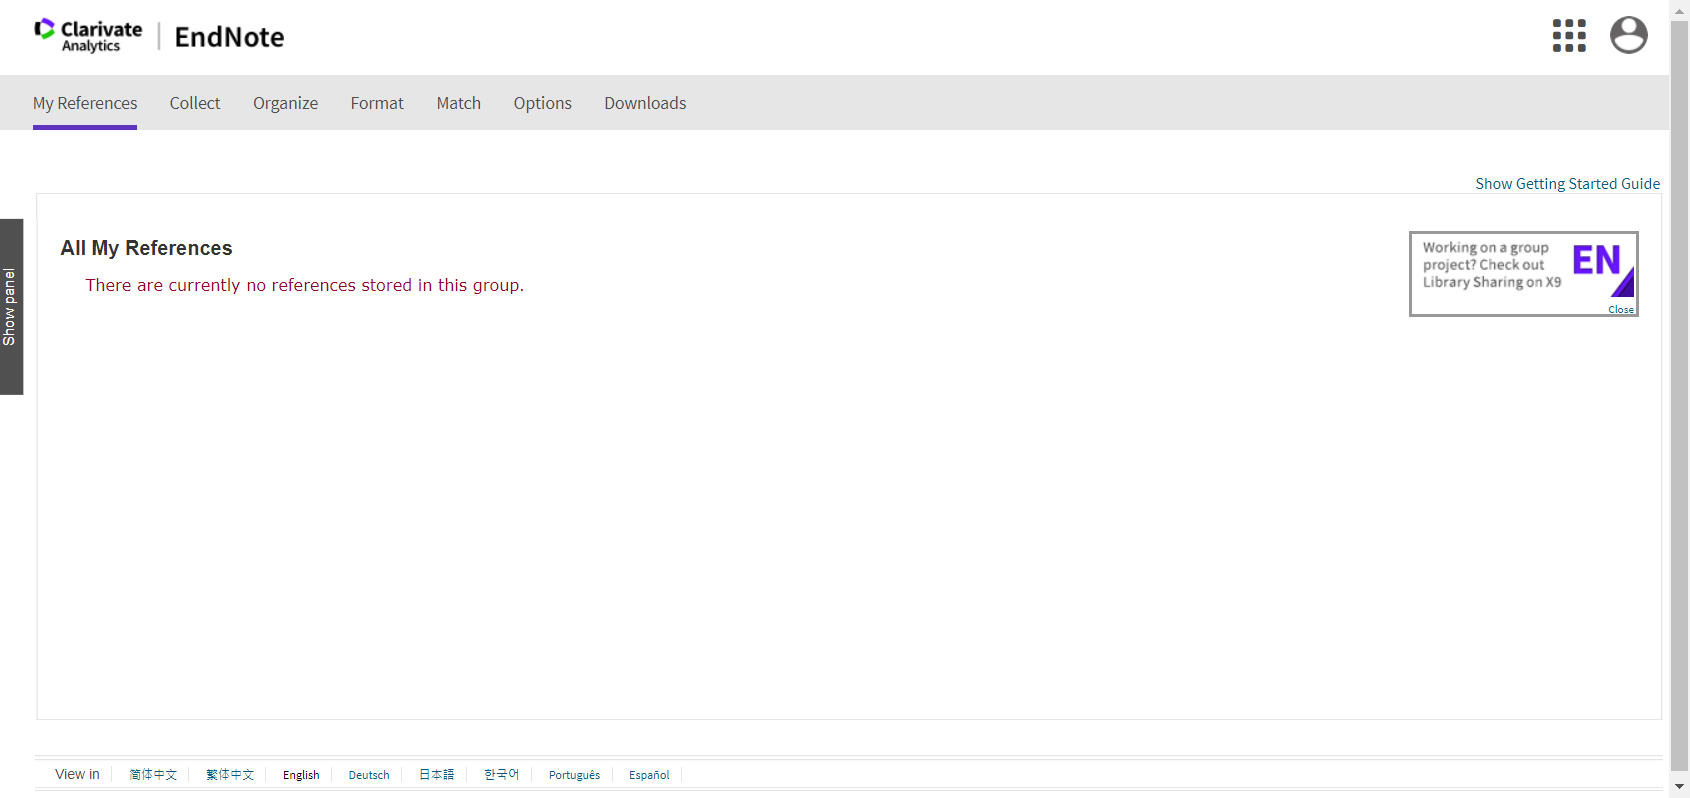 Clarivate
Analytics
EndNote
My References Collect Organize Format Match Options Downloads
Show Getting Started Guide
Show panel
All My References
There are currently no references stored in this group.
Working on a group
project? Check out
Library Sharing on X9
EN
Close
View in 简体中文 繁体中文 English Deutsch 日本語 한국어 Português Español